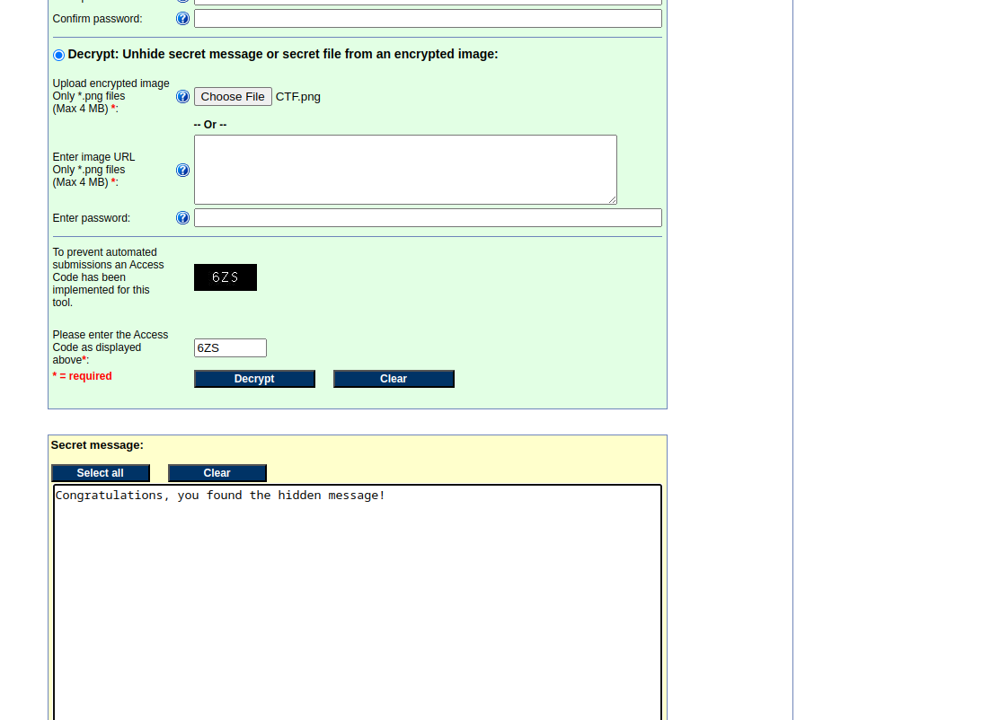 Confirm password:
Decrypt: Unhide secret message or secret file from an encrypted image:
Upload encrypted image
Only *.png files
(Max 4 MB) *:
Choose File CTF.png
-- Or --
Enter image URL
Only *.png files
(Max 4 MB) *:
Enter password:
To prevent automated
submissions an Access
Code has been
implemented for this
tool.
6ZS
Please enter the Access
Code as displayed
above*:
6ZS
* = required
Decrypt Clear
Secret message:
Select all Clear
Congratulations, you found the hidden message!